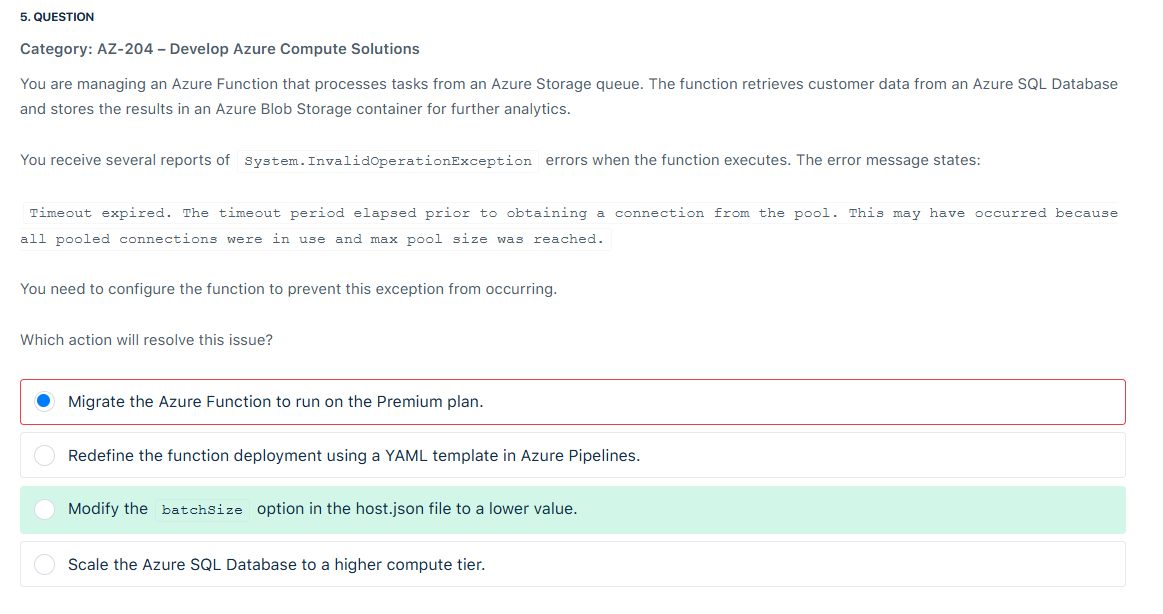 5. QUESTION
Category: AZ-204 – Develop Azure Compute Solutions
You are managing an Azure Function that processes tasks from an Azure Storage queue. The function retrieves customer data from an Azure SQL Database
and stores the results in an Azure Blob Storage container for further analytics.
You receive several reports of System.InvalidOperationException errors when the function executes. The error message states:
Timeout expired. The timeout period elapsed prior to obtaining a connection from the pool. This may have occurred because
all pooled connections were in use and max pool size was reached.
You need to configure the function to prevent this exception from occurring.
Which action will resolve this issue?
Migrate the Azure Function to run on the Premium plan.
Redefine the function deployment using a YAML template in Azure Pipelines.
Modify the batchSize option in the host.json file to a lower value.
Scale the Azure SQL Database to a higher compute tier.